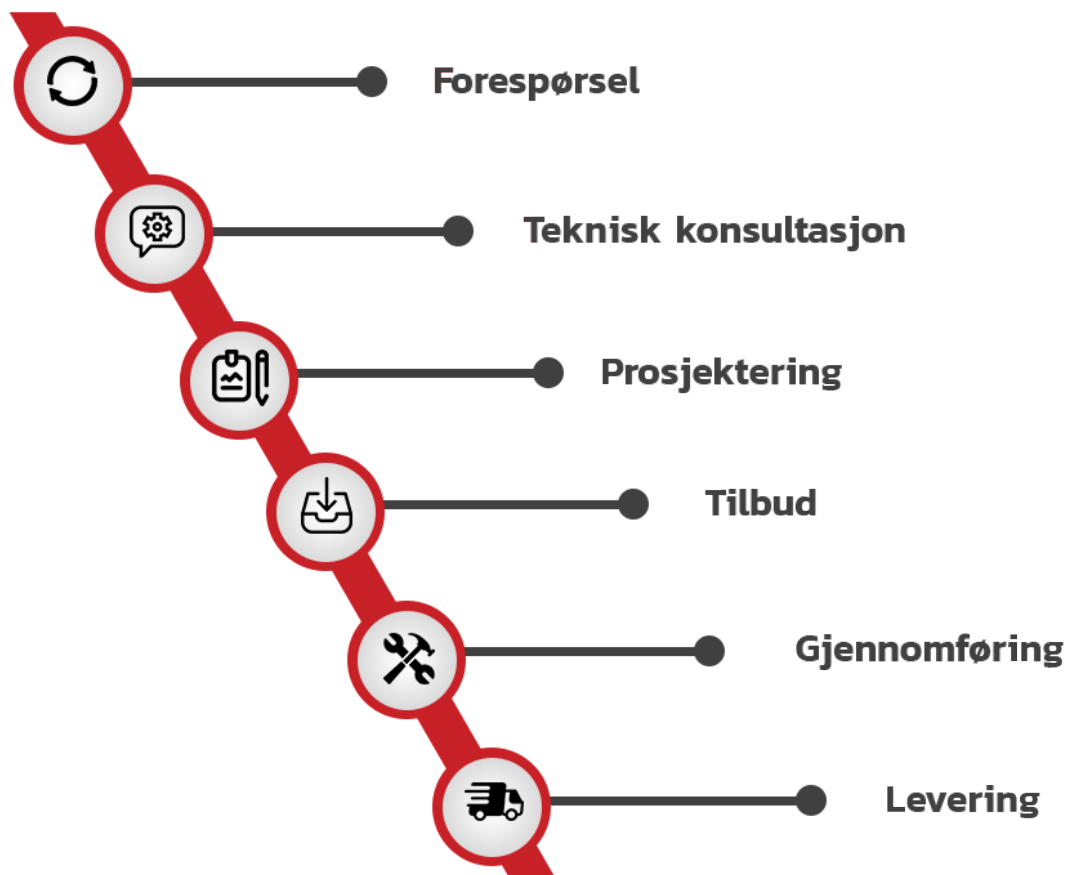 Forespørsel
Teknisk konsultasjon
Prosjektering
Tilbud
Gjennomføring
Levering